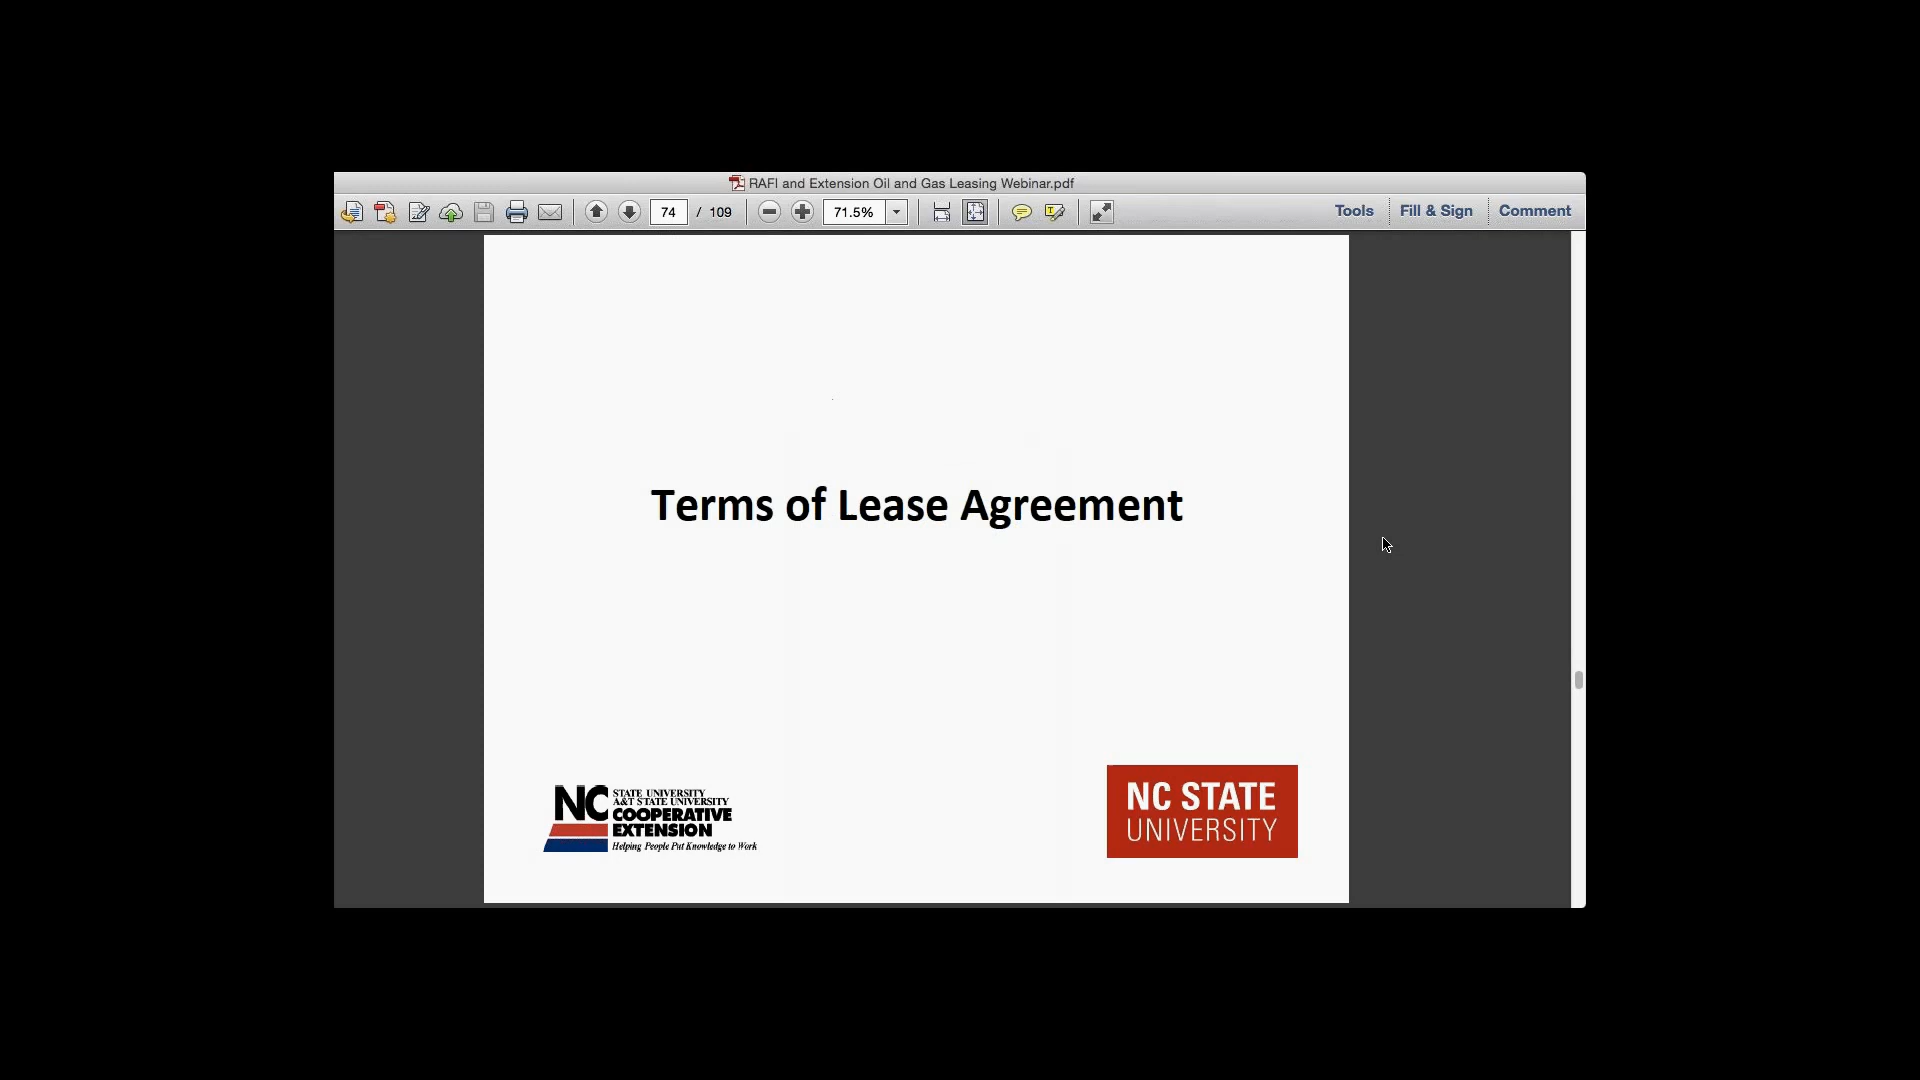 RAFI and Extension Oil and Gas Leasing Webinar.pdf
74 / 109 71.5% Tools Fill & Sign Comment
Terms of Lease Agreement
NC STATE UNIVERSITY
A&T STATE UNIVERSITY
COOPERATIVE
EXTENSION
Helping People Put Knowledge to Work
NC STATE
UNIVERSITY